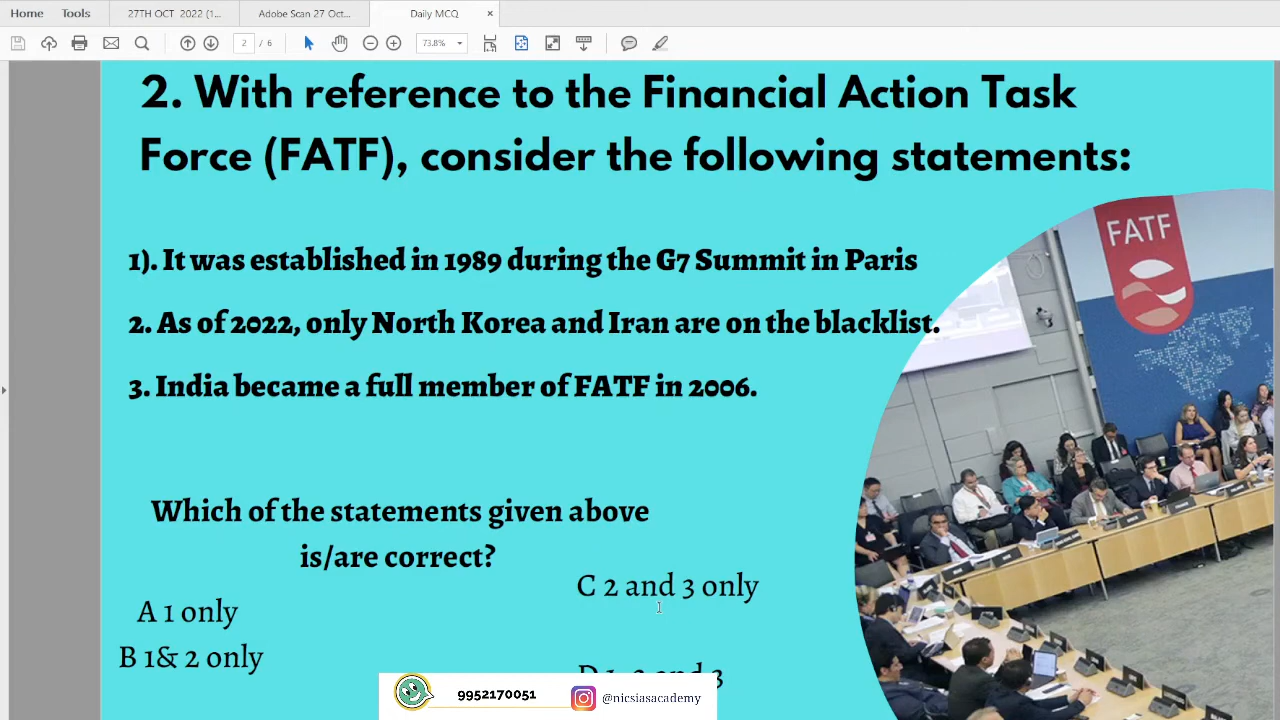 Home Tools 27TH OCT 2022 (1... Adobe Scan 27 Oct... Daily MCQ ×
2 / 6 73.8%
2. With reference to the Financial Action Task
Force (FATF), consider the following statements:
FATF
1). It was established in 1989 during the G7 Summit in Paris
2. As of 2022, only North Korea and Iran are on the blacklist.
3. India became a full member of FATF in 2006.
Which of the statements given above
is/are correct?
C 2 and 3 only
A 1 only
B 1& 2 only
9952170051 @nicsiasacademy